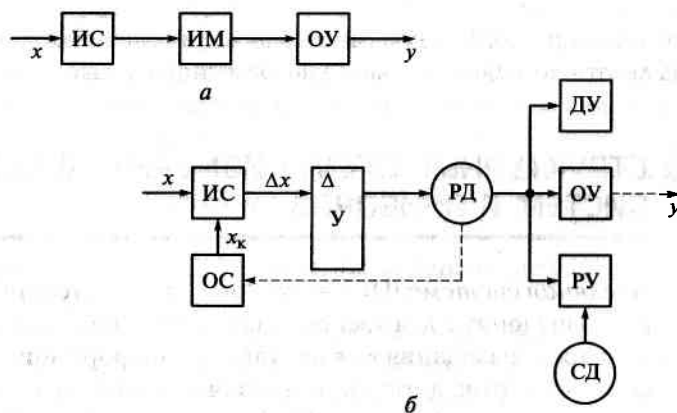 x ИС ИМ ОУ y
а
ДУ
x ИС Δx Δ У РД ОУ y
x к
ОС РУ
СД
б